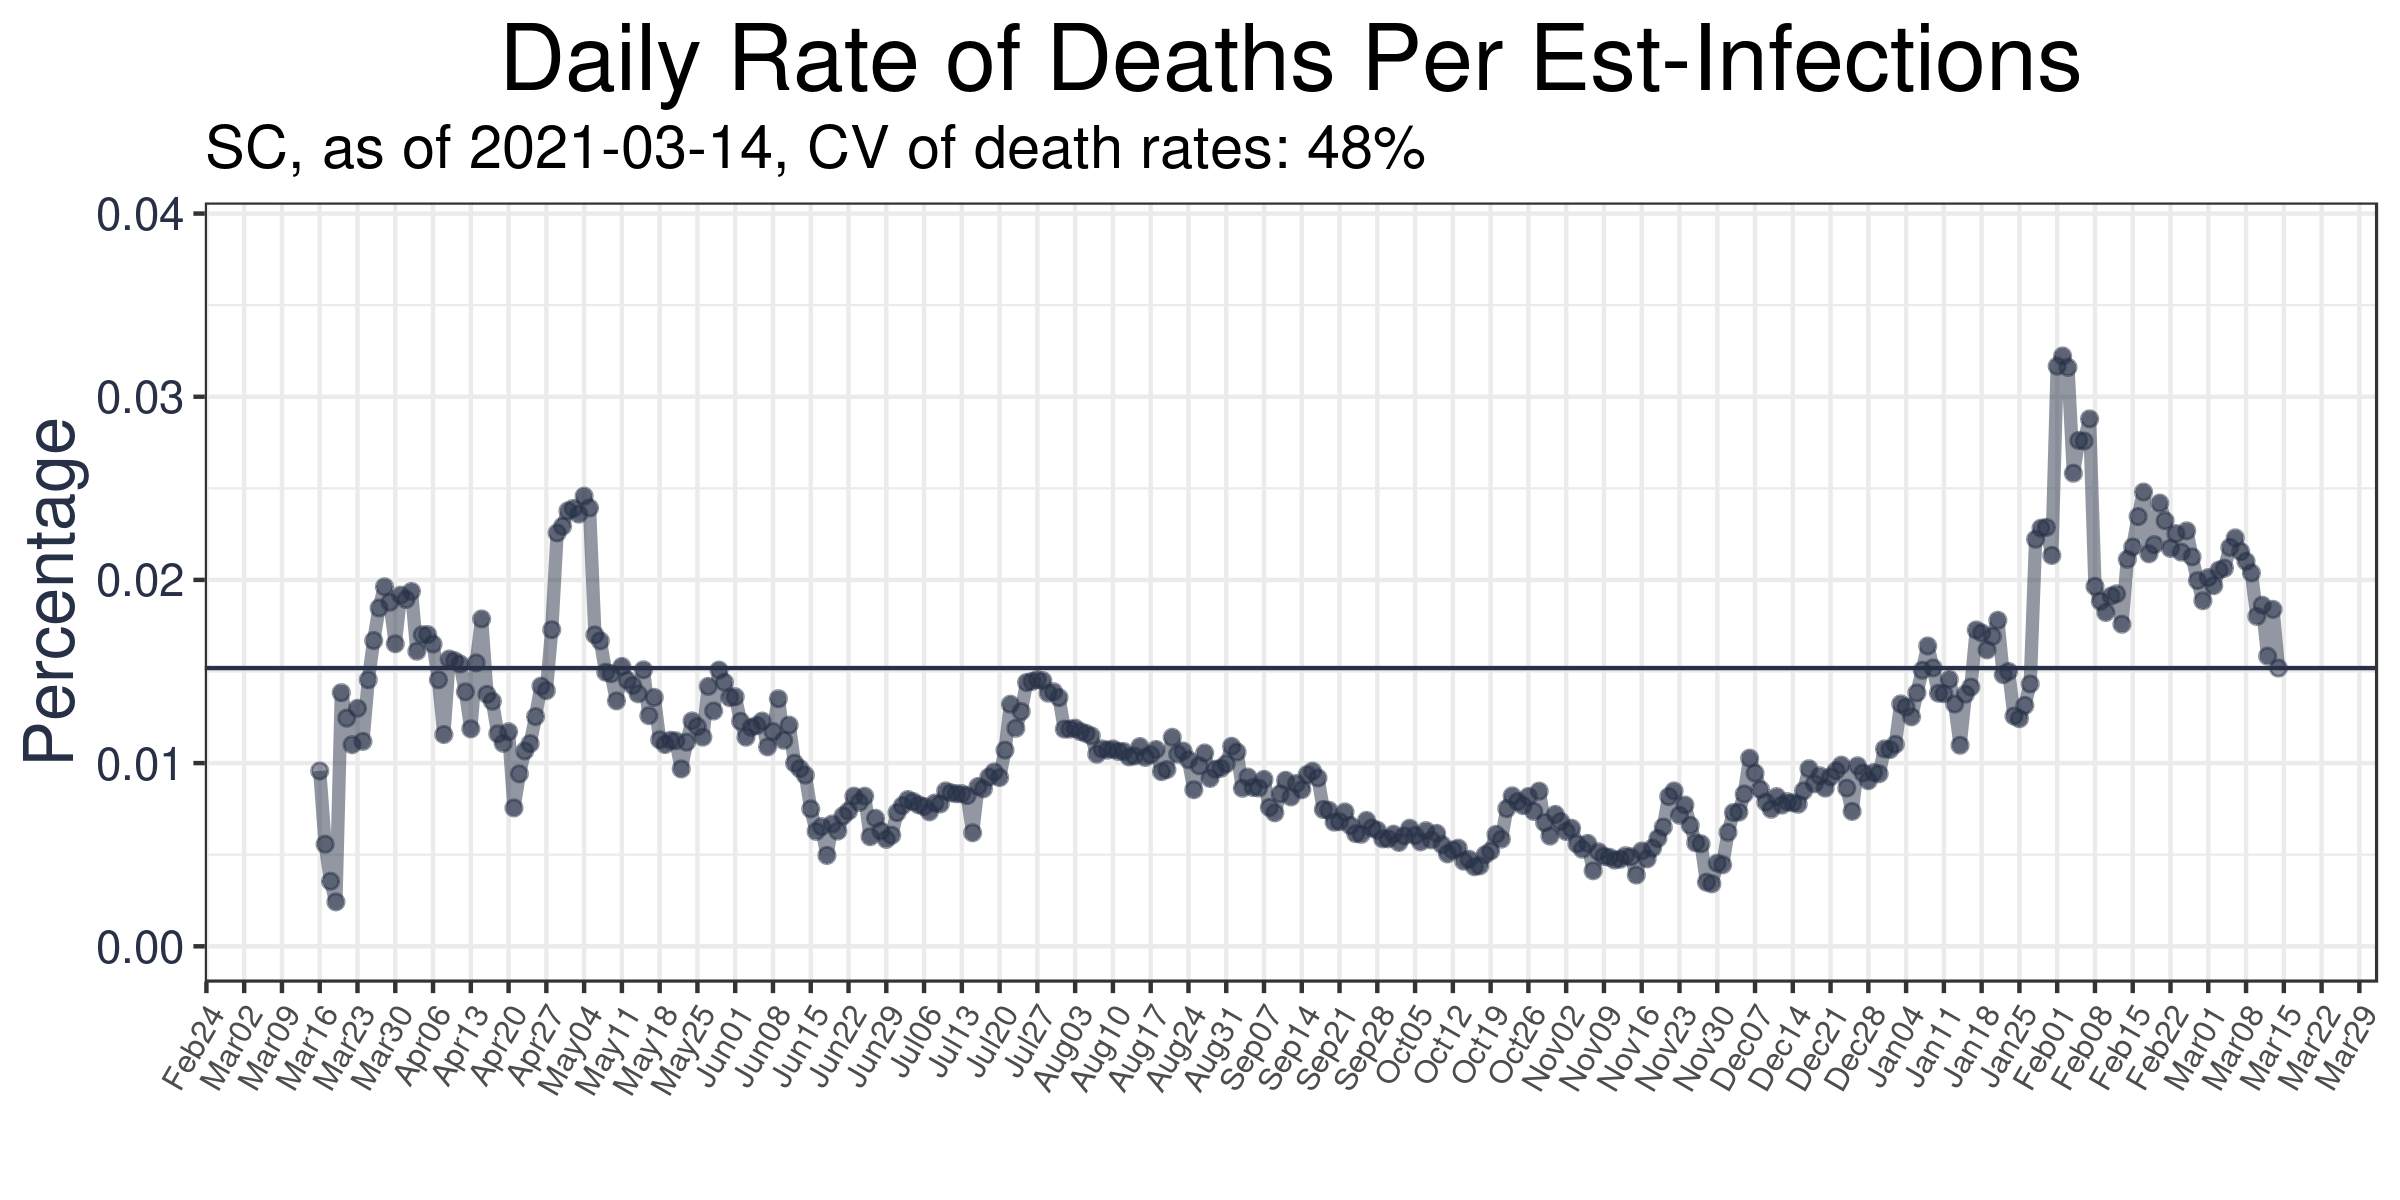 Daily Rate of Deaths Per Est-Infections
SC, as of 2021-03-14, CV of death rates: 48%
Percentage
0.04
0.03
0.02
0.01
0.00
Feb24 Mar02 Mar09 Mar16 Mar23 Mar30 Apr06 Apr13 Apr20 Apr27 May04 May11 May18 May25 Jun01 Jun08 Jun15 Jun22 Jun29 Jul06 Jul13 Jul20 Jul27 Aug03 Aug10 Aug17 Aug24 Aug31 Sep07 Sep14 Sep21 Sep28 Oct05 Oct12 Oct19 Oct26 Nov02 Nov09 Nov16 Nov23 Nov30 Dec07 Dec14 Dec21 Dec28 Jan04 Jan11 Jan18 Jan25 Feb01 Feb08 Feb15 Feb22 Mar01 Mar08 Mar15 Mar22 Mar29